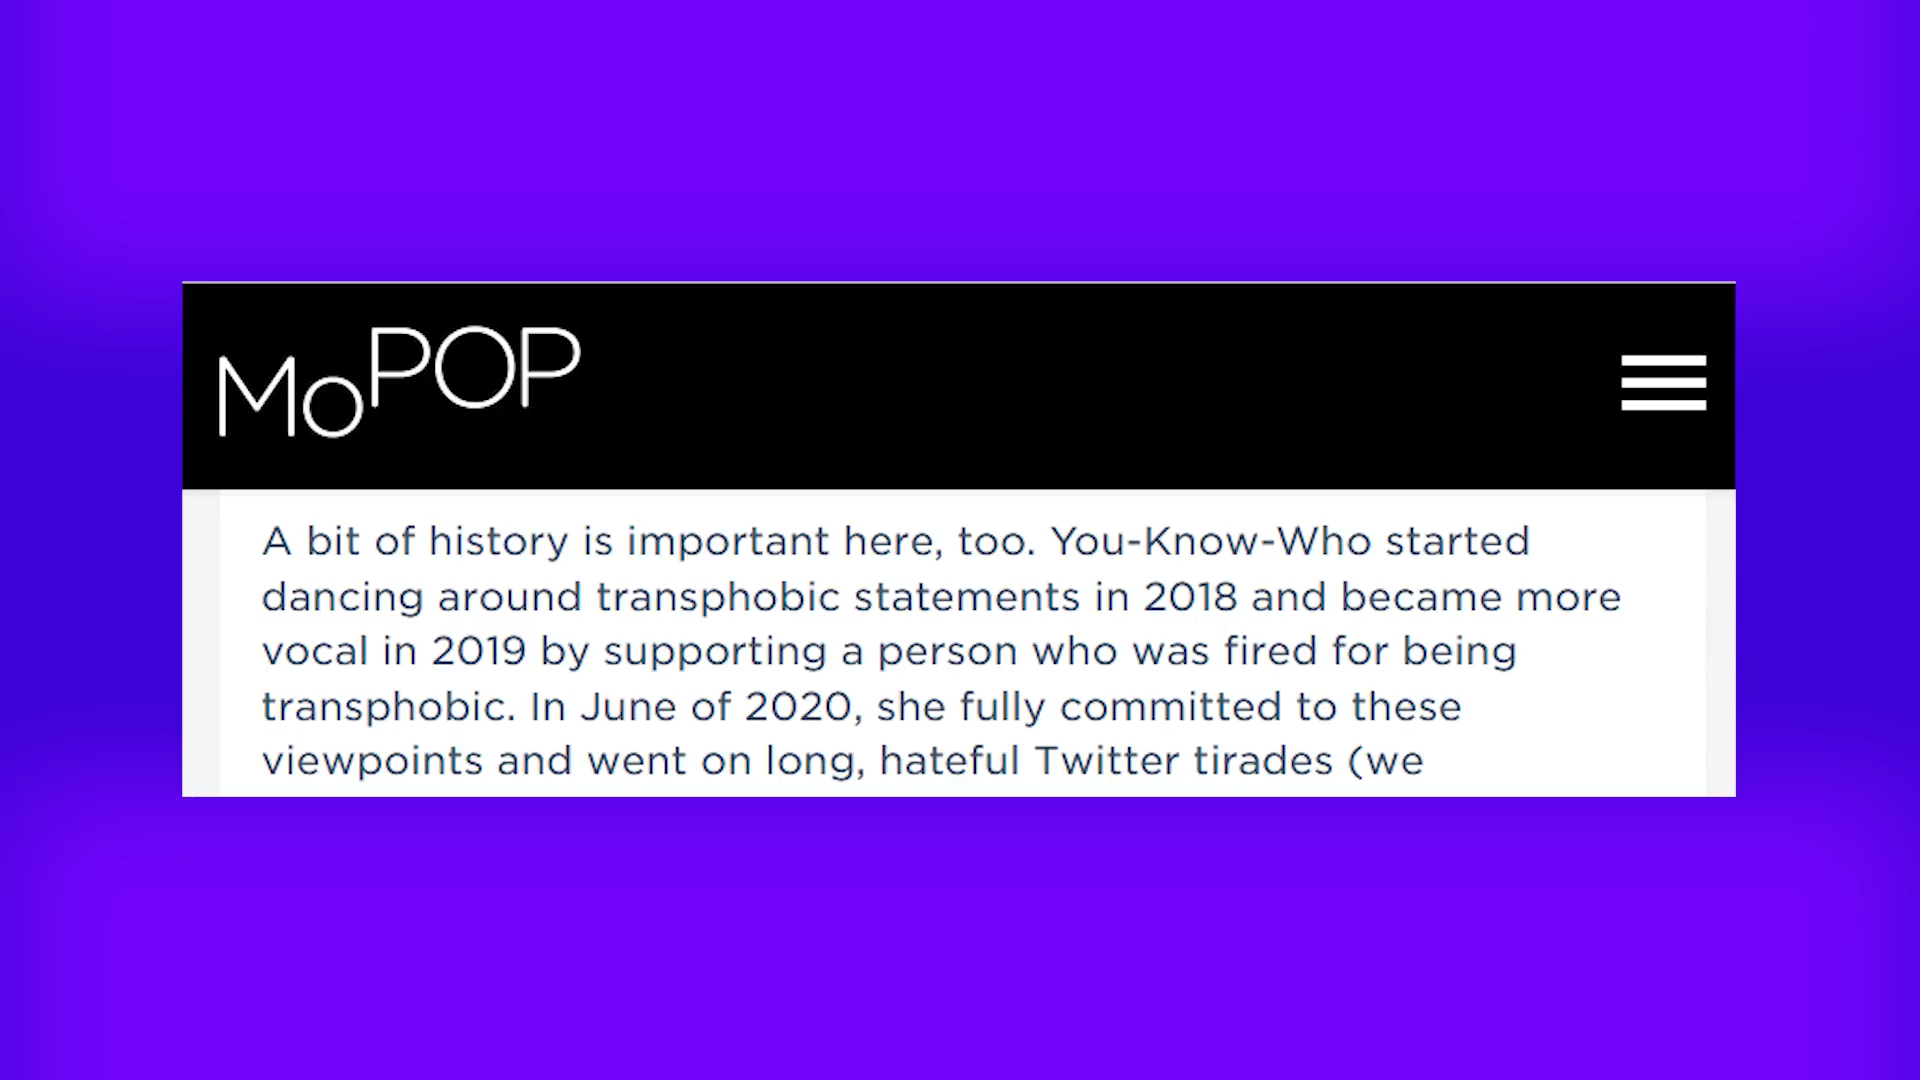 MoPOP
A bit of history is important here, too. You-Know-Who started
dancing around transphobic statements in 2018 and became more
vocal in 2019 by supporting a person who was fired for being
transphobic. In June of 2020, she fully committed to these
viewpoints and went on long, hateful Twitter tirades (we